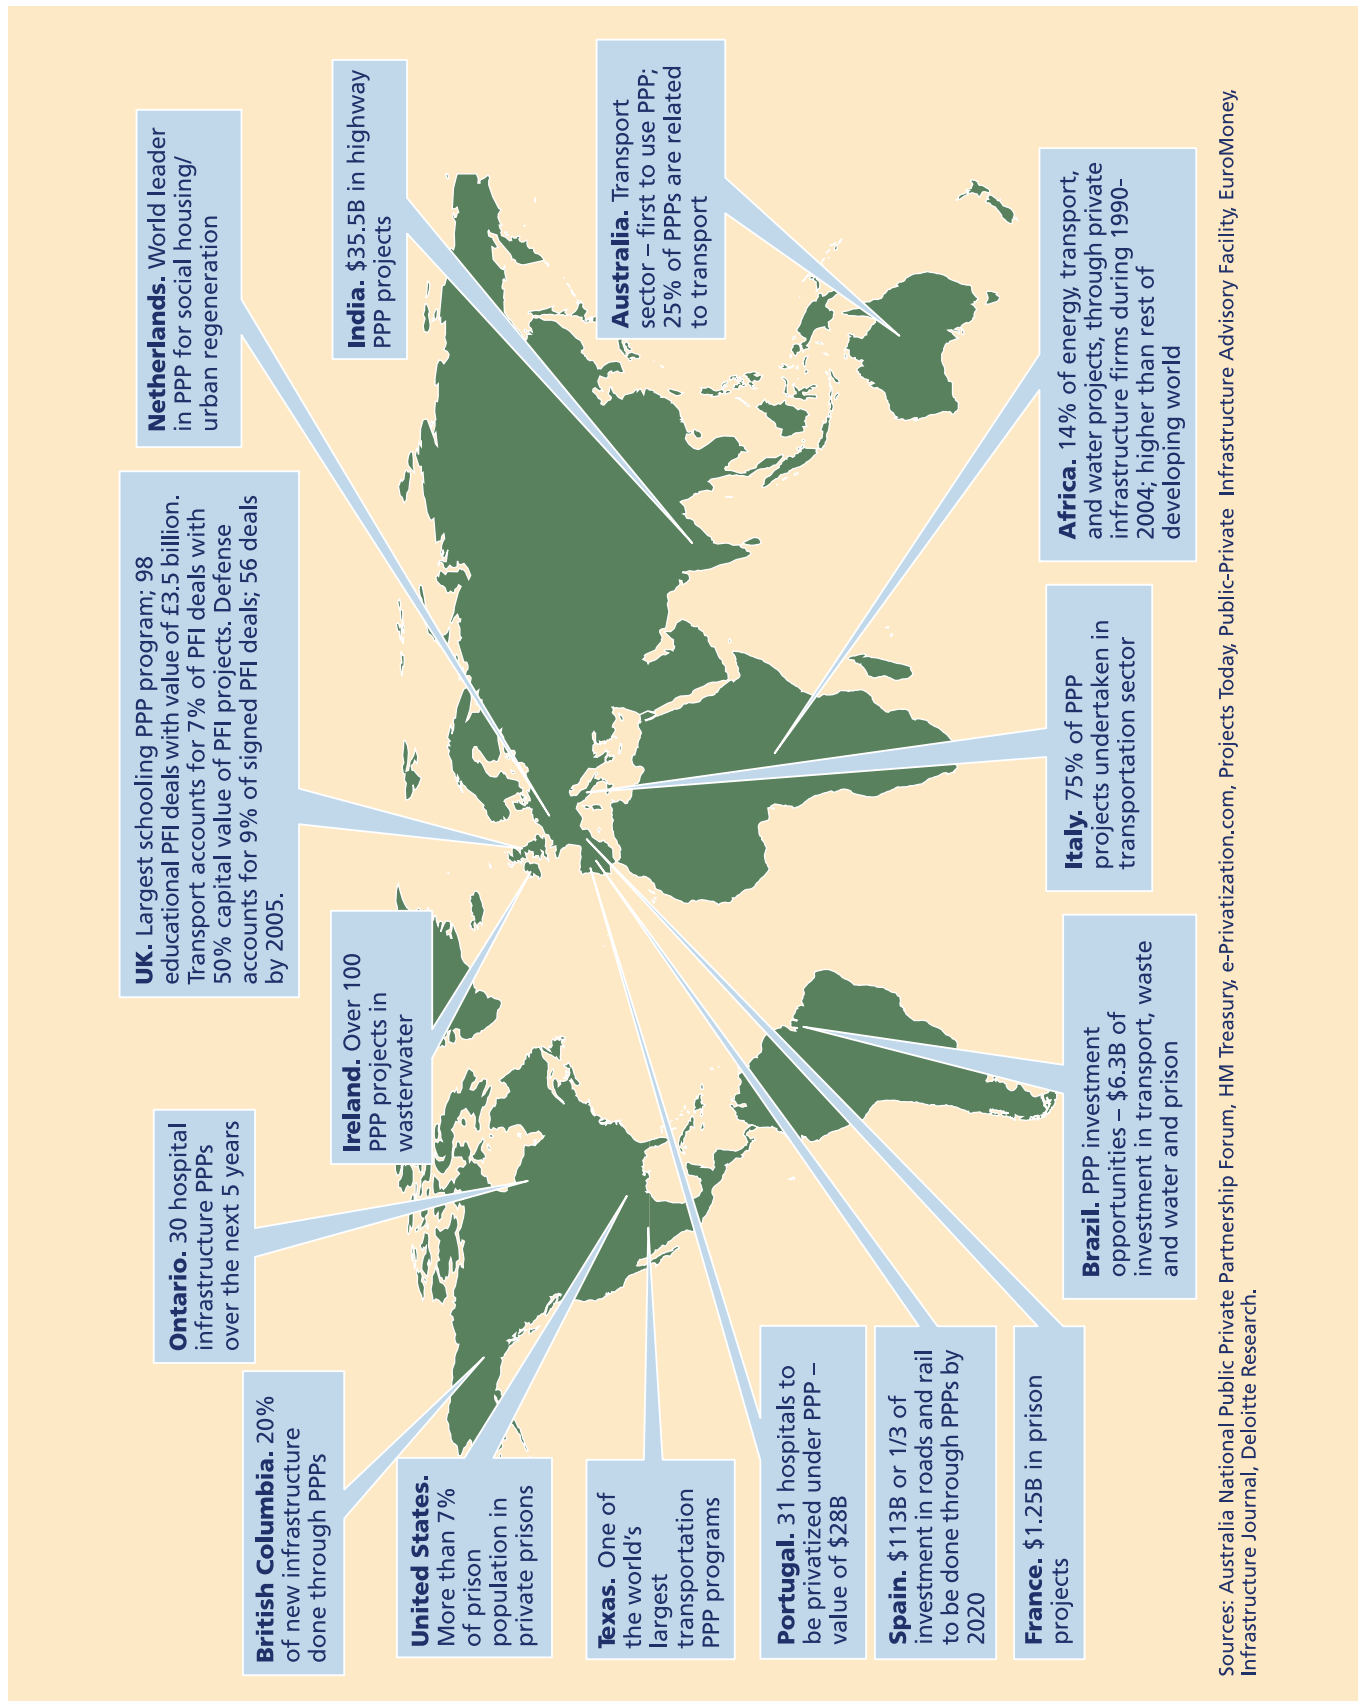 British Columbia. 20%
of new infrastructure
done through PPPs
Ontario. 30 hospital
infrastructure PPPs
over the next 5 years
UK. Largest schooling PPP program; 98
educational PFI deals with value of £3.5 billion.
Transport accounts for 7% of PFI deals with
50% capital value of PFI projects. Defense
accounts for 9% of signed PFI deals; 56 deals
by 2005.
Netherlands. World leader
in PPP for social housing/
urban regeneration
Ireland. Over 100
PPP projects in
wasterwater
India. $35.5B in highway
PPP projects
United States.
More than 7%
of prison
population in
private prisons
Texas. One of
the world's
largest
transportation
PPP programs
Australia. Transport
sector – first to use PPP;
25% of PPPs are related
to transport
Portugal. 31 hospitals to
be privatized under PPP –
value of $28B
Spain. $113B or 1/3 of
investment in roads and rail
to be done through PPPs by
2020
France. $1.25B in prison
projects
Brazil. PPP investment
opportunities – $6.3B of
investment in transport, waste
and water and prison
Italy. 75% of PPP
projects undertaken in
transportation sector
Africa. 14% of energy, transport,
and water projects, through private
infrastructure firms during 1990-
2004; higher than rest of
developing world
Sources: Australia National Public Private Partnership Forum, HM Treasury, e-Privatization.com, Projects Today, Public-Private Infrastructure Advisory Facility, EuroMoney,
Infrastructure Journal, Deloitte Research.